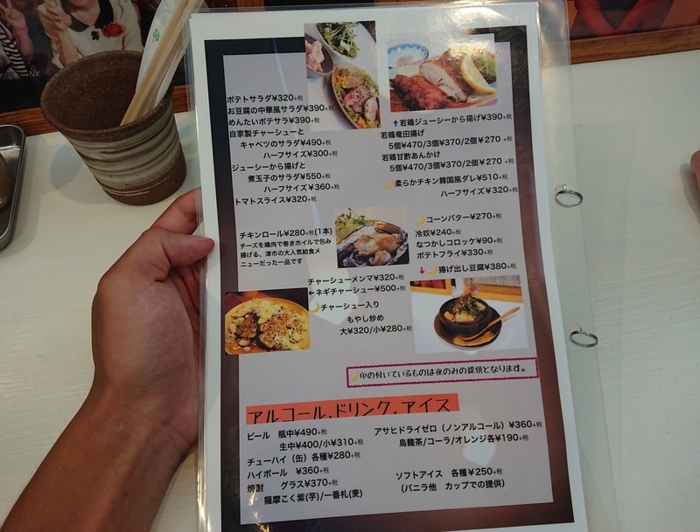 ポテトサラダ¥320+税
お豆腐の中華風サラダ¥390+税
めんたいポテサラ¥390+税
自家製チャーシューと
キャベツのサラダ¥490+税
ハーフサイズ¥300+税
ジューシーから揚げと
煮玉子のサラダ¥550+税
ハーフサイズ¥360+税
トマトスライス¥320+税
↑若鶏ジューシーから揚げ¥390+税
若鶏竜田揚げ
5個¥470/3個¥370/2個¥270+税
若鶏甘酢あんかけ
5個¥470/3個¥370/2個¥270+税
🌙柔らかチキン韓国風ダレ¥510+税
ハーフサイズ¥320+税
チキンロール¥280+税(1本)
チーズを鶏肉で巻きホイルで包み
揚げる、津市の大人気給食メ
ニューだった一品です
🌙コーンバター¥270+税
冷奴¥240+税
なつかしコロッケ¥90+税
ポテトフライ¥330+税
↓🌙揚げ出し豆腐¥380+税
チャーシューメンマ¥320+税
←ネギチャーシュー¥500+税
🌙チャーシュー入り
もやし炒め
大¥320/小¥280+税
🌙印の付いているものは夜のみの提供となります。
アルコール.ドリンク.アイス
ビール 瓶中¥490+税
生中¥400/小¥310+税
チューハイ（缶）各種¥280+税
ハイボール ¥360+税
焼酎 グラス¥370+税
薩摩こく紫(芋)/一番札(麦)
アサヒドライゼロ（ノンアルコール）¥360+税
烏龍茶/コーラ/オレンジ各¥190+税
ソフトアイス 各種¥250+税
(バニラ他 カップでの提供)